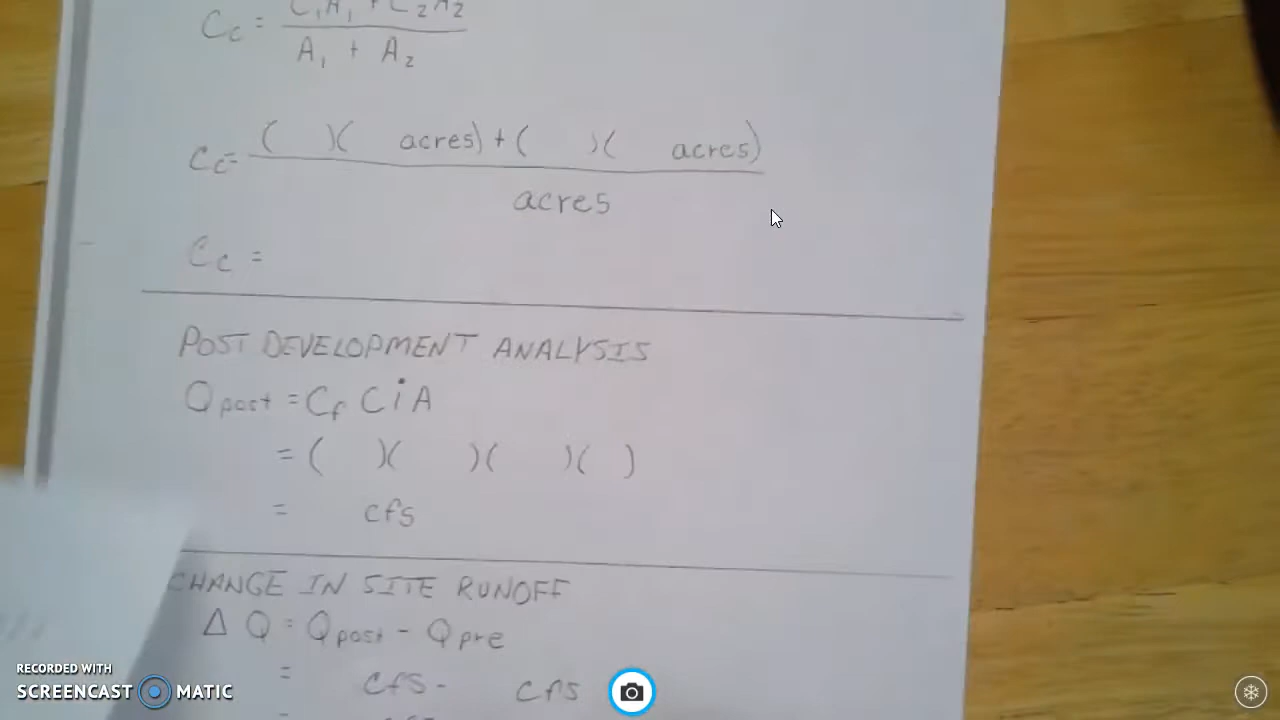 Cc = C₁A₁ + C₂A₂
A₁ + A₂
Cc = ( )( acres) + ( )( acres)
acres
Cc =
POST DEVELOPMENT ANALYSIS
Qpost = Cf C i A
= ( )( )( )( )
= cfs
CHANGE IN SITE RUNOFF
Δ Q = Qpost - Qpre
= cfs - cfs
=
RECORDED WITH
SCREENCAST MATIC